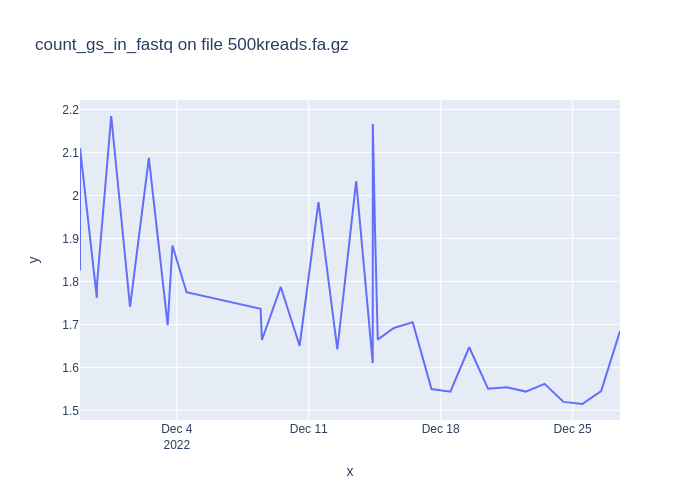 count_gs_in_fastq on file 500kreads.fa.gz
2.2
2.1
2
1.9
1.8
1.7
1.6
1.5
y
Dec 4
2022
Dec 11
Dec 18
Dec 25
x